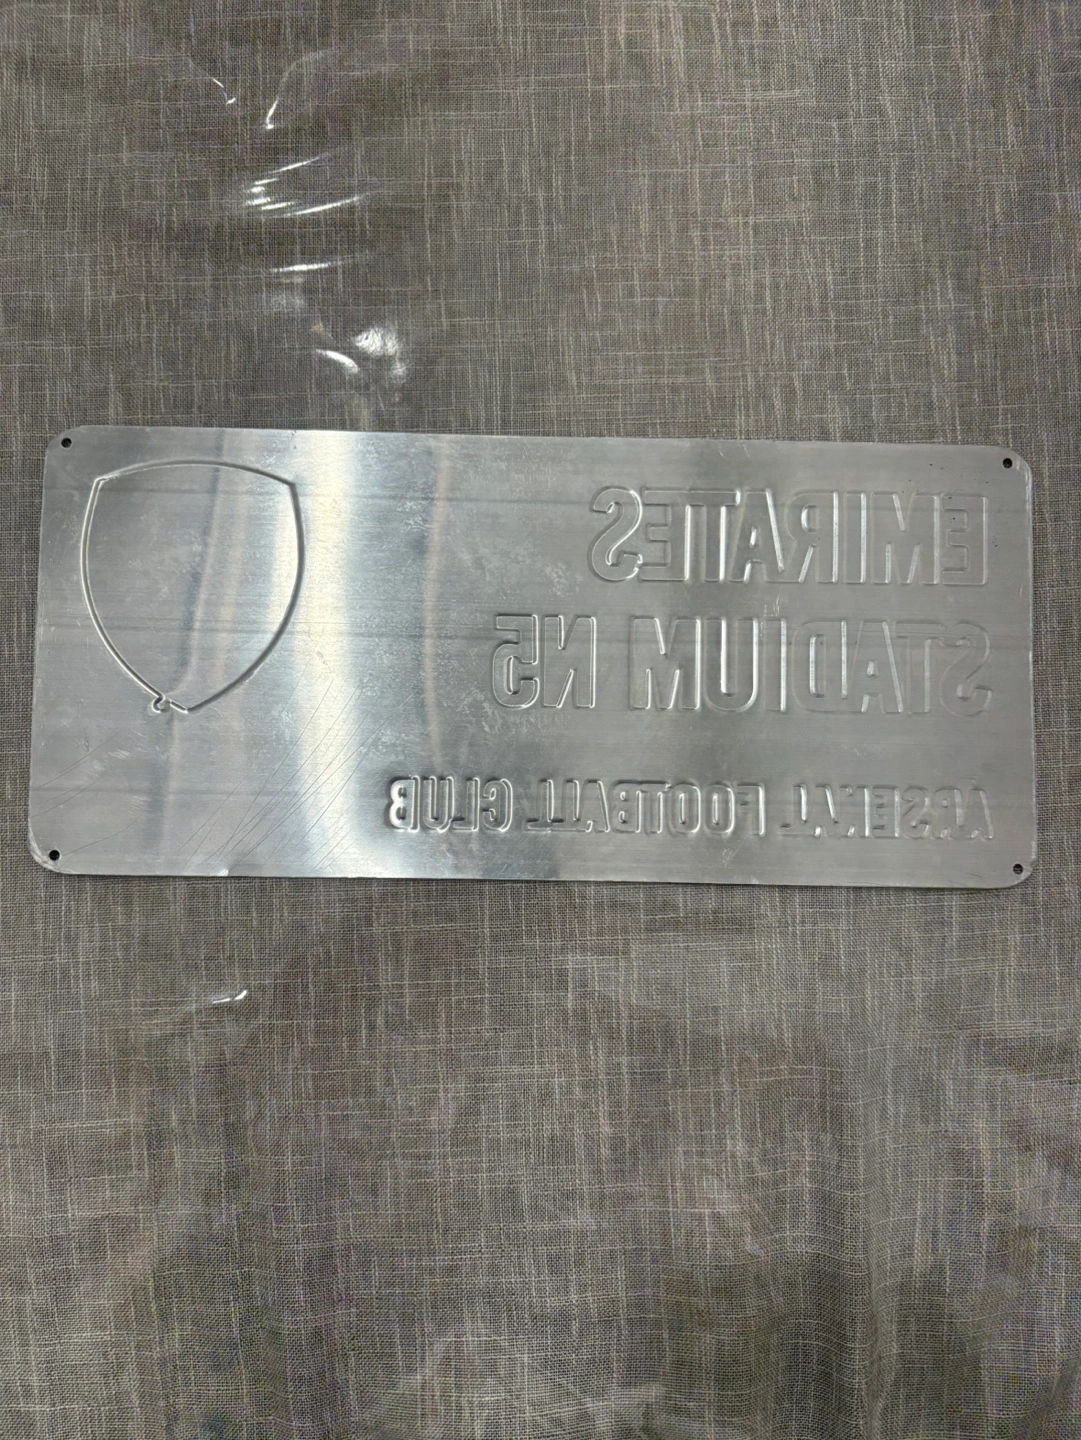 EMIRATES
STADIUM N5
ARSENAL FOOTBALL CLUB